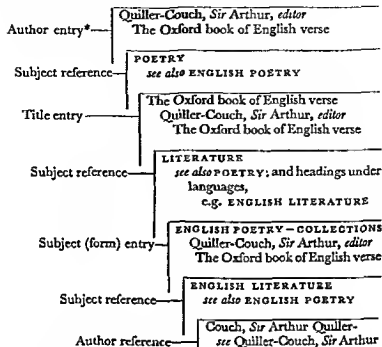 Quiller-Couch, Sir Arthur, editor
Author entry*
The Oxford book of English verse
POETRY
Subject reference
see also ENGLISH POETRY
The Oxford book of English verse
Title entry
Quiller-Couch, Sir Arthur, editor
The Oxford book of English verse
LITERATURE
Subject reference
see also POETRY; and headings under
languages,
e.g. ENGLISH LITERATURE
ENGLISH POETRY – COLLECTIONS
Subject (form) entry
Quiller-Couch, Sir Arthur, editor
The Oxford book of English verse
ENGLISH LITERATURE
Subject reference
see also ENGLISH POETRY
Couch, Sir Arthur Quiller-
Author reference
see Quiller-Couch, Sir Arthur